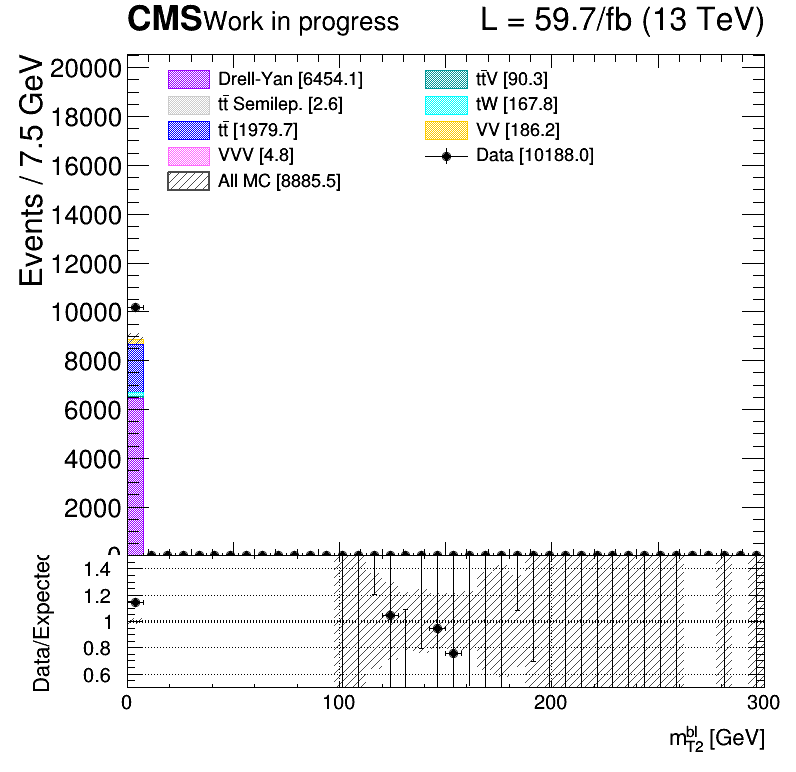 CMS Work in progress L = 59.7/fb (13 TeV)
Events / 7.5 GeV
20000
18000
16000
14000
12000
10000
8000
6000
4000
2000
0
Drell-Yan [6454.1]
tt̄ Semilep. [2.6]
tt̄ [1979.7]
VVV [4.8]
All MC [8885.5]
tt̄V [90.3]
tW [167.8]
VV [186.2]
Data [10188.0]
Data/Expected
1.4
1.2
1
0.8
0.6
0 100 200 300
m_{T2}^{bl} [GeV]